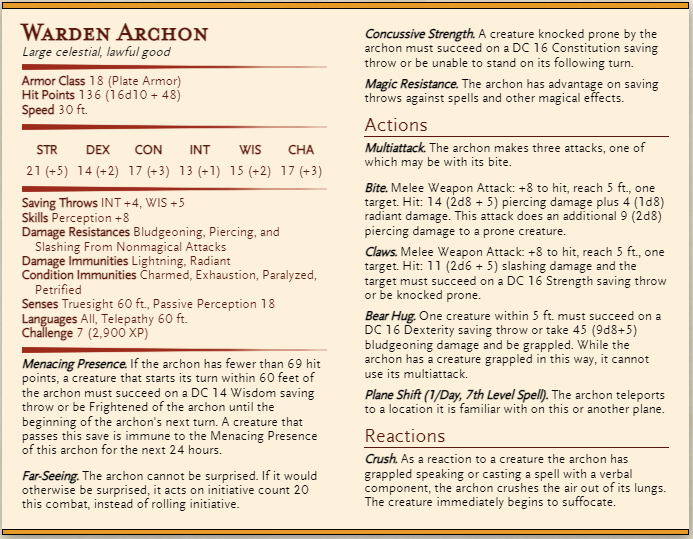 Warden Archon
Large celestial, lawful good
Armor Class 18 (Plate Armor)
Hit Points 136 (16d10 + 48)
Speed 30 ft.
STR DEX CON INT WIS CHA
21 (+5) 14 (+2) 17 (+3) 13 (+1) 15 (+2) 17 (+3)
Saving Throws INT +4, WIS +5
Skills Perception +8
Damage Resistances Bludgeoning, Piercing, and
Slashing From Nonmagical Attacks
Damage Immunities Lightning, Radiant
Condition Immunities Charmed, Exhaustion, Paralyzed,
Petrified
Senses Truesight 60 ft., Passive Perception 18
Languages All, Telepathy 60 ft.
Challenge 7 (2,900 XP)
Menacing Presence. If the archon has fewer than 69 hit
points, a creature that starts its turn within 60 feet of
the archon must succeed on a DC 14 Wisdom saving
throw or be Frightened of the archon until the
beginning of the archon's next turn. A creature that
passes this save is immune to the Menacing Presence
of this archon for the next 24 hours.
Far-Seeing. The archon cannot be surprised. If it would
otherwise be surprised, it acts on initiative count 20
this combat, instead of rolling initiative.
Concussive Strength. A creature knocked prone by the
archon must succeed on a DC 16 Constitution saving
throw or be unable to stand on its following turn.
Magic Resistance. The archon has advantage on saving
throws against spells and other magical effects.
Actions
Multiattack. The archon makes three attacks, one of
which may be with its bite.
Bite. Melee Weapon Attack: +8 to hit, reach 5 ft., one
target. Hit: 14 (2d8 + 5) piercing damage plus 4 (1d8)
radiant damage. This attack does an additional 9 (2d8)
piercing damage to a prone creature.
Claws. Melee Weapon Attack: +8 to hit, reach 5 ft., one
target. Hit: 11 (2d6 + 5) slashing damage and the
target must succeed on a DC 16 Strength saving throw
or be knocked prone.
Bear Hug. One creature within 5 ft. must succeed on a
DC 16 Dexterity saving throw or take 45 (9d8+5)
bludgeoning damage and be grappled. While the
archon has a creature grappled in this way, it cannot
use its multiattack.
Plane Shift (1/Day, 7th Level Spell). The archon teleports
to a location it is familiar with on this or another plane.
Reactions
Crush. As a reaction to a creature the archon has
grappled speaking or casting a spell with a verbal
component, the archon crushes the air out of its lungs.
The creature immediately begins to suffocate.